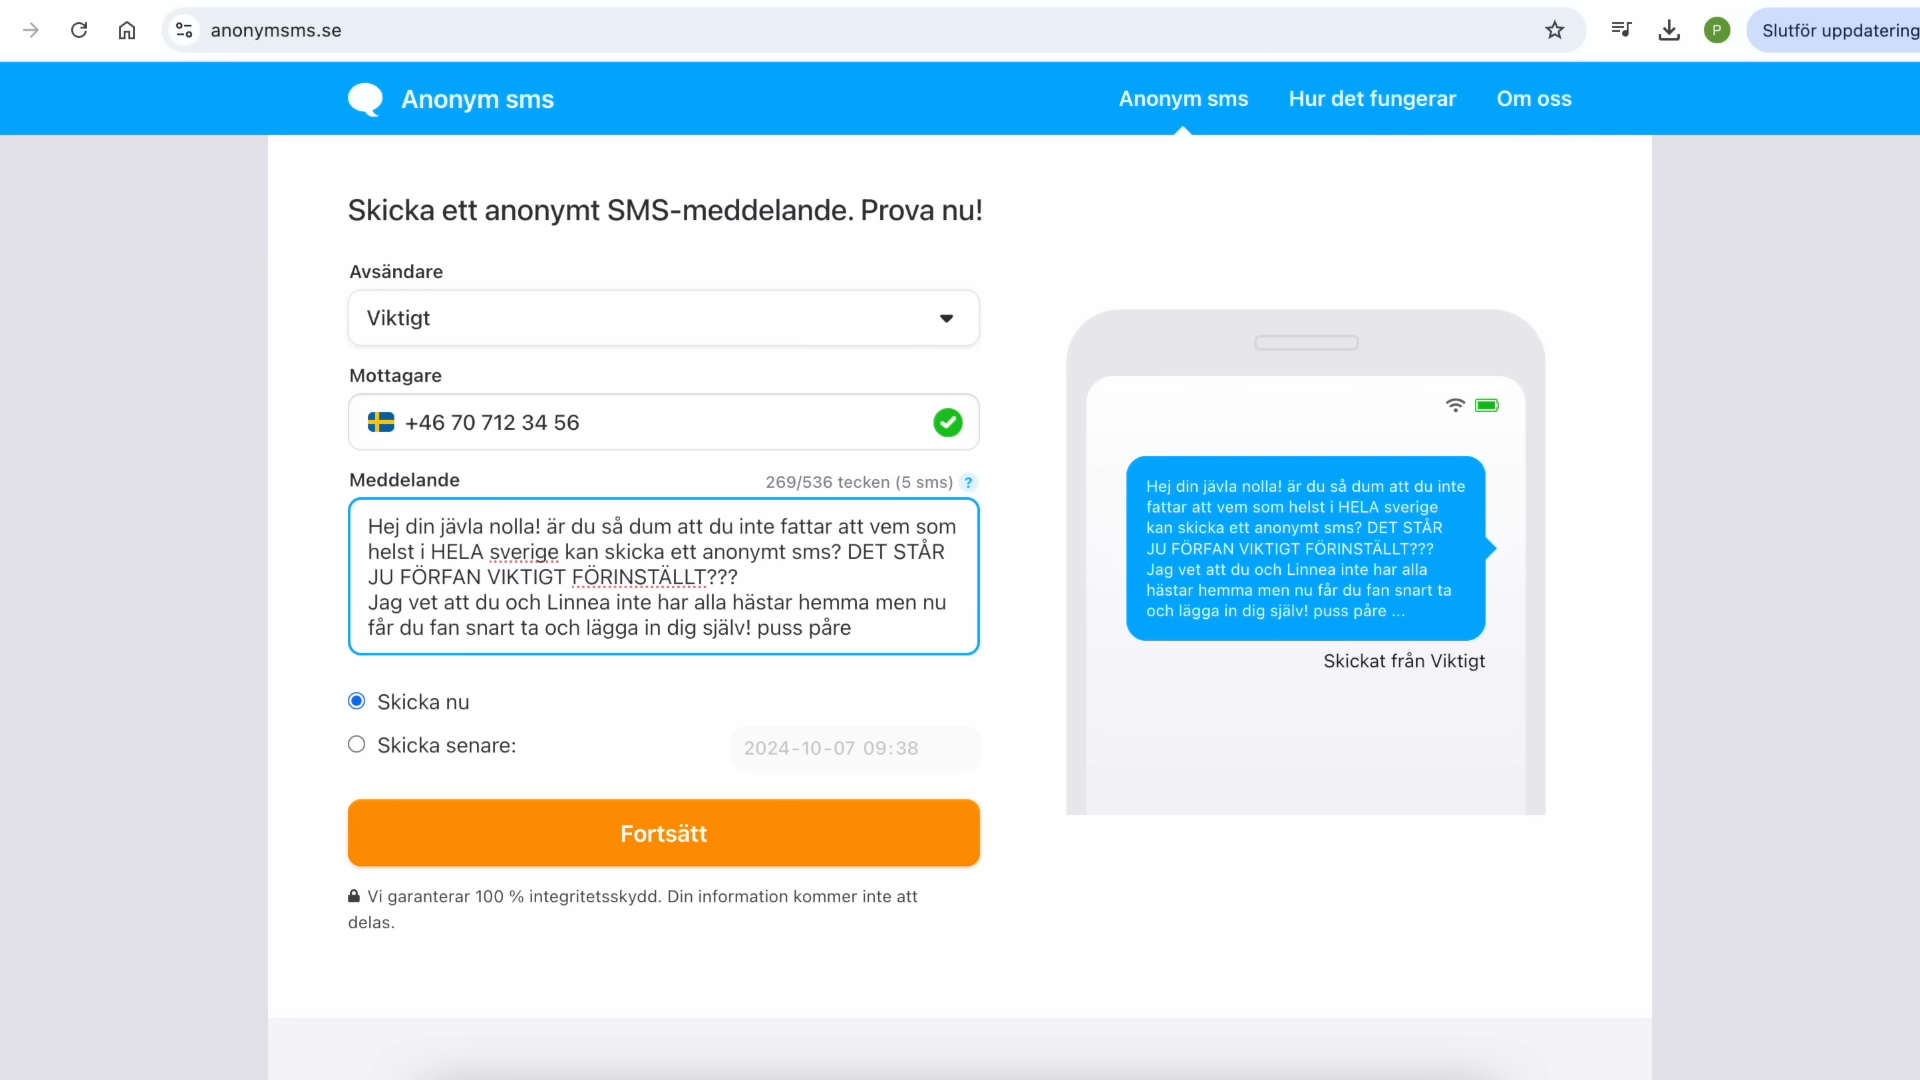 anonymsms.se
P
Slutför uppdatering
Anonym sms
Anonym sms
Hur det fungerar
Om oss
Skicka ett anonymt SMS-meddelande. Prova nu!
Avsändare
Viktigt
Mottagare
+46 70 712 34 56
Meddelande
269/536 tecken (5 sms) ?
Hej din jävla nolla! är du så dum att du inte fattar att vem som
helst i HELA sverige kan skicka ett anonymt sms? DET STÅR
JU FÖRFAN VIKTIGT FÖRINSTÄLLT???
Jag vet att du och Linnea inte har alla hästar hemma men nu
får du fan snart ta och lägga in dig själv! puss påre
Skicka nu
Skicka senare:
2024-10-07 09:38
Fortsätt
Vi garanterar 100 % integritetsskydd. Din information kommer inte att
delas.
Hej din jävla nolla! är du så dum att du inte
fattar att vem som helst i HELA sverige
kan skicka ett anonymt sms? DET STÅR
JU FÖRFAN VIKTIGT FÖRINSTÄLLT???
Jag vet att du och Linnea inte har alla
hästar hemma men nu får du fan snart ta
och lägga in dig själv! puss påre ...
Skickat från Viktigt